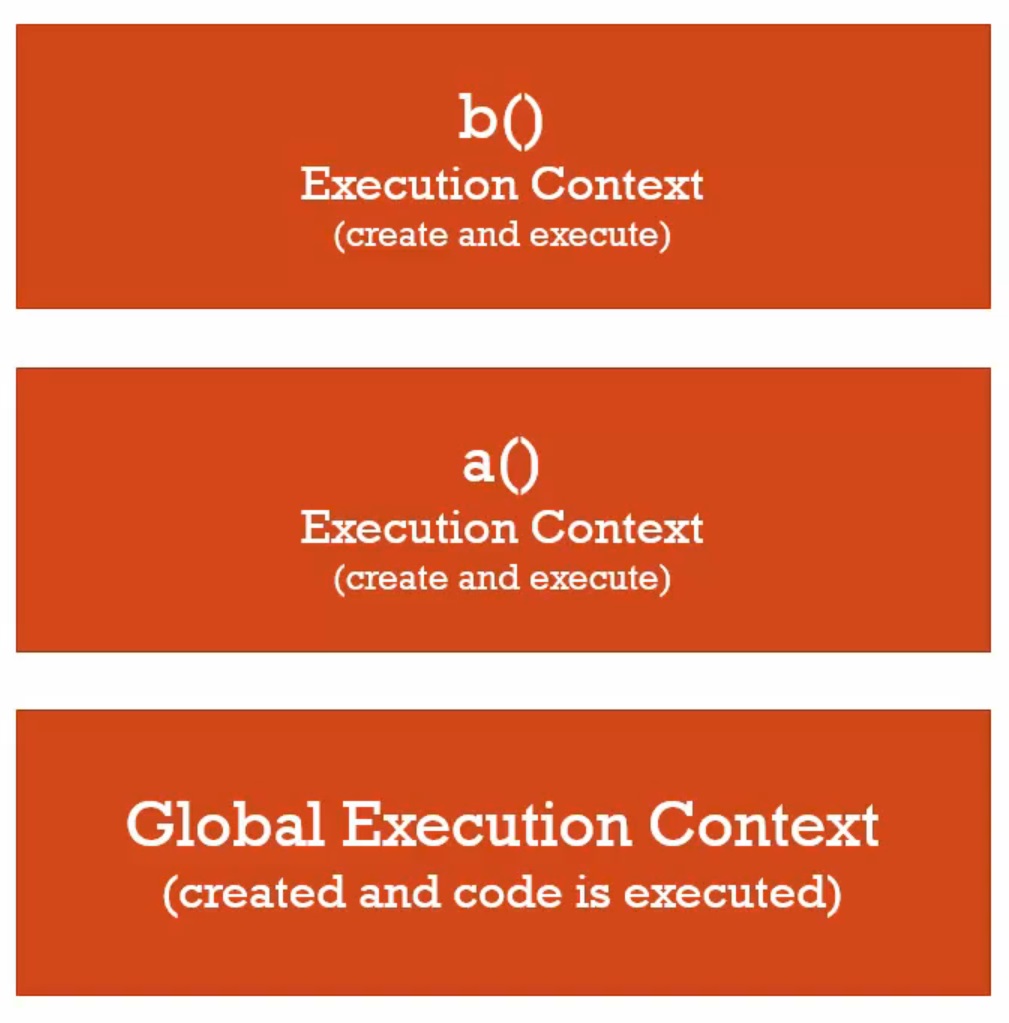 b()
Execution Context
(create and execute)
a()
Execution Context
(create and execute)
Global Execution Context
(created and code is executed)